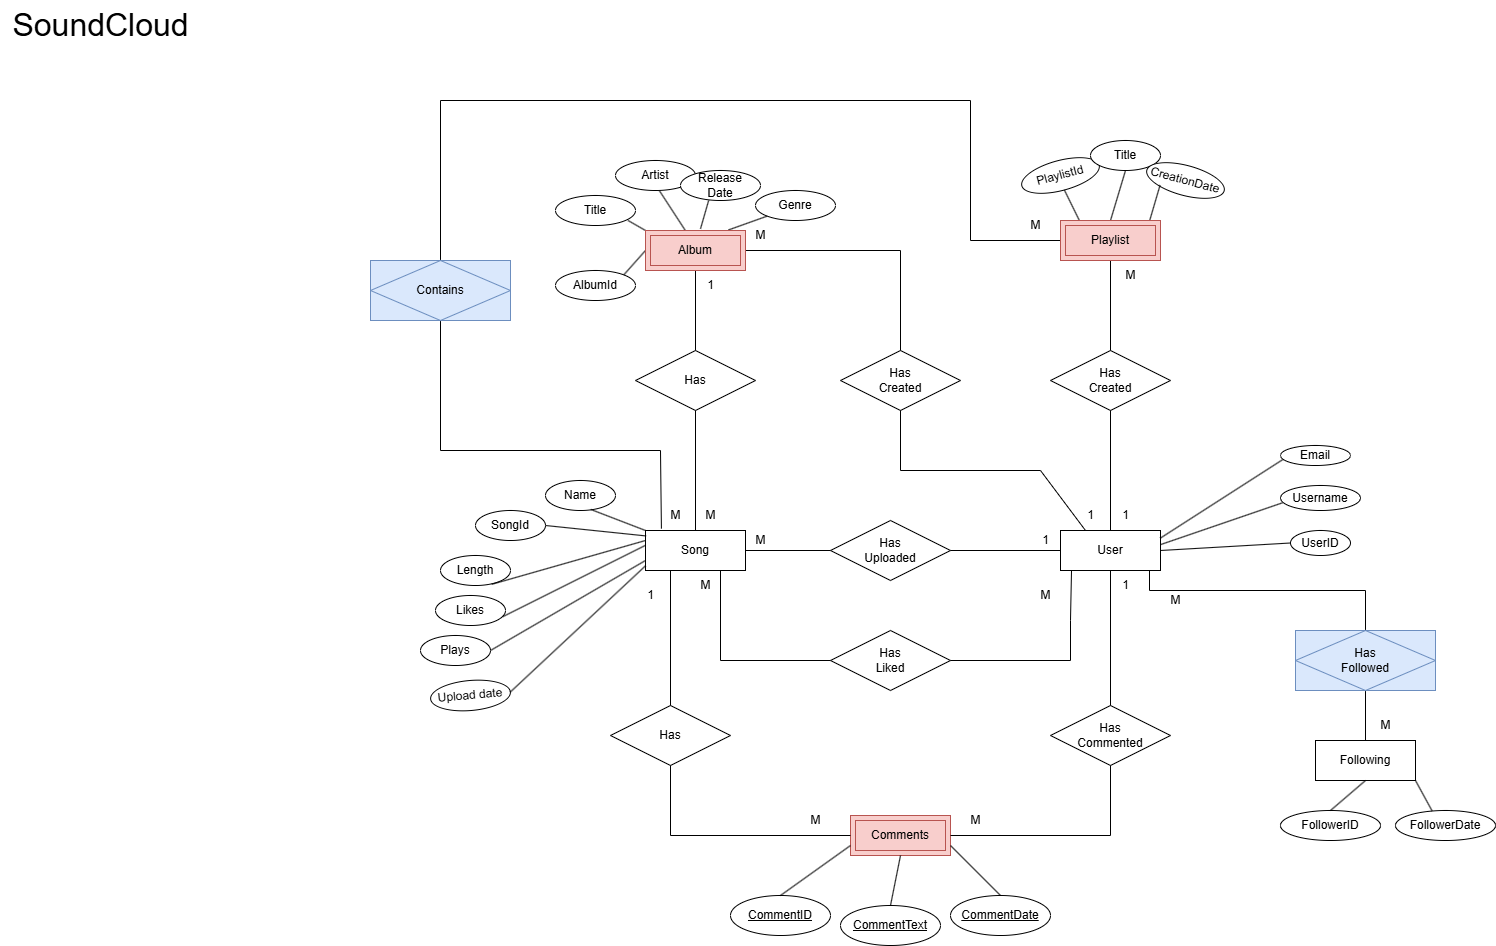 SoundCloud
Title
Artist
Release
Date
PlaylistId
CreationDate
Title
Genre
M
M
Album
Playlist
M
AlbumId
1
Contains
Has
Has
Created
Has
Created
Email
Name
M
M
1
1
Username
SongId
Song
M
Has
Uploaded
1
User
UserID
Length
1
M
M
1
M
Likes
Plays
Has
Liked
Has
Followed
Upload date
Has
Has
Commented
M
Following
M
M
Comments
FollowerID
FollowerDate
CommentID
CommentText
CommentDate